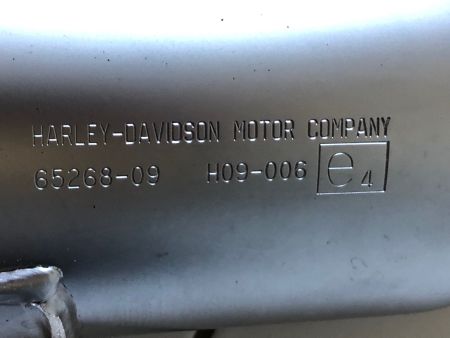 HARLEY-DAVIDSON MOTOR COMPANY
65268-09 H09-006 e4